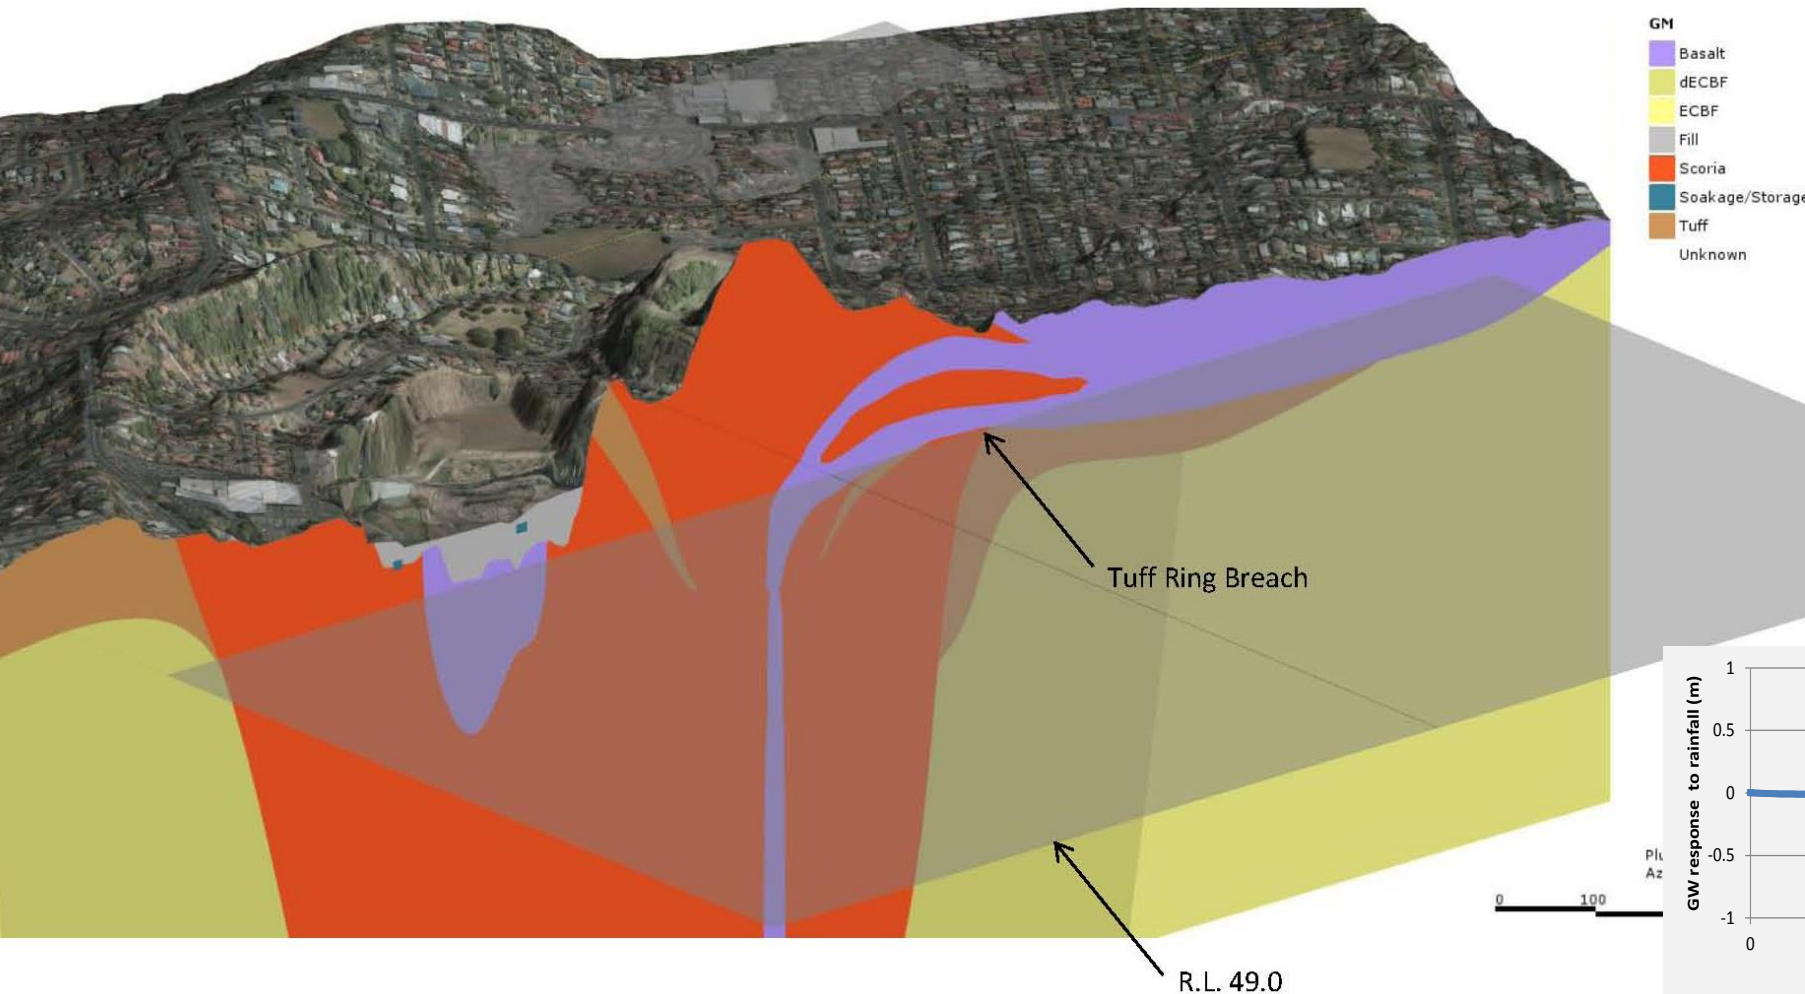 GM
Basalt
dECBF
ECBF
Fill
Scoria
Soakage/Storage
Tuff
Unknown
Tuff Ring Breach
R.L. 49.0
0 100
GW response to rainfall (m)
1
0.5
0
-0.5
-1
0